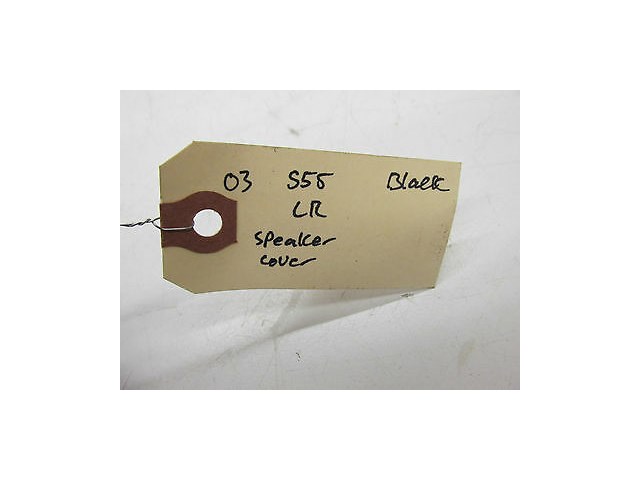 03 S55 Black
LR
speaker
cover